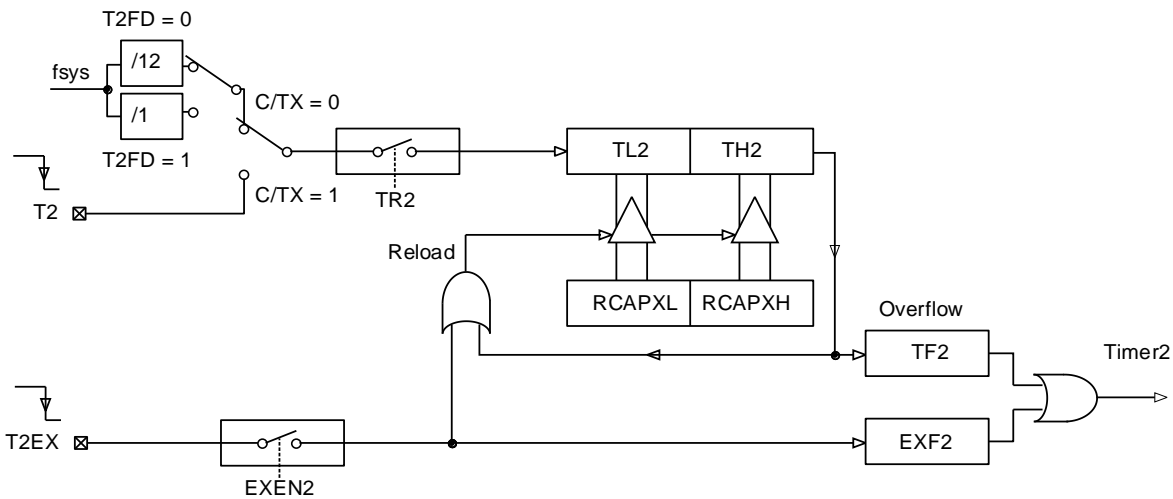 T2FD = 0
/12
fsys
C/TX = 0
/1
T2FD = 1
TL2
TH2
T2
C/TX = 1
TR2
Reload
RCAPXL
RCAPXH
Overflow
TF2
Timer2
T2EX
EXF2
EXEN2